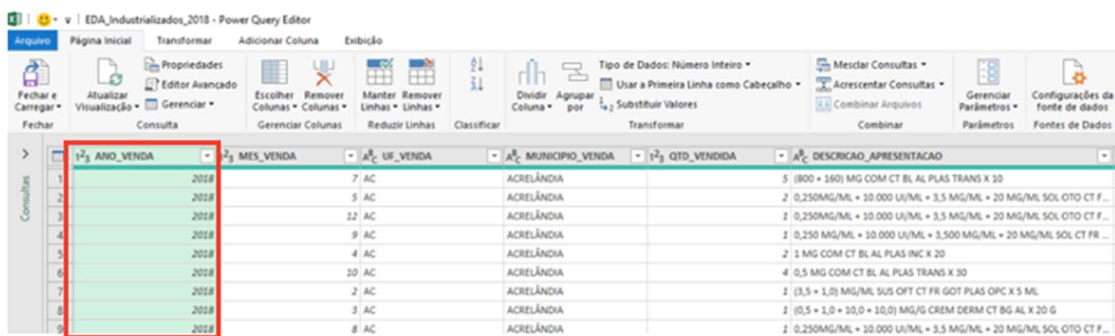 EDA_Industrializados_2018 - Power Query Editor
Arquivo Página Inicial Transformar Adicionar Coluna Exibição
Fechar e Carregar
Fechar
Atualizar Visualização
Propriedades
Editor Avançado
Gerenciar
Consulta
Escolher Colunas
Remover Colunas
Gerenciar Colunas
Manter Linhas
Remover Linhas
Reduzir Linhas
Classificar
Dividir Coluna
Agrupar por
Tipo de Dados: Número Inteiro
Usar a Primeira Linha como Cabeçalho
Substituir Valores
Transformar
Mesclar Consultas
Acrescentar Consultas
Combinar Arquivos
Combinar
Gerenciar Parâmetros
Parâmetros
Configurações da fonte de dados
Fontes de Dados
Consultas
ANO_VENDA MES_VENDA UF_VENDA MUNICIPIO_VENDA QTD_VENDIDA DESCRICAO_APRESENTACAO
1 2018 7 AC ACRELÂNDIA 5 (800 + 160) MG COM CT BL AL PLAS TRANS X 10
2 2018 5 AC ACRELÂNDIA 2 0,250MG/ML + 10.000 UI/ML + 3,5 MG/ML + 20 MG/ML SOL OTO CT F...
3 2018 12 AC ACRELÂNDIA 1 0,250MG/ML + 10.000 UI/ML + 3,5 MG/ML + 20 MG/ML SOL OTO CT F...
4 2018 9 AC ACRELÂNDIA 1 0,250 MG/ML + 10.000 UI/ML + 3,500 MG/ML + 20 MG/ML SOL CT FR ...
5 2018 4 AC ACRELÂNDIA 2 1 MG COM CT BL AL PLAS INC X 20
6 2018 10 AC ACRELÂNDIA 4 0,5 MG COM CT BL AL PLAS TRANS X 30
7 2018 2 AC ACRELÂNDIA 1 (3,5 + 1,0) MG/ML SUS OFT CT FR GOT PLAS OPC X 5 ML
8 2018 3 AC ACRELÂNDIA 1 (0,5 + 1,0 + 10,0 + 10,0) MG/G CREM DERM CT BG AL X 20 G
9 2018 8 AC ACRELÂNDIA 1 0,250MG/ML + 10.000 UI/ML + 3,5 MG/ML + 20 MG/ML SOL OTO CT F...